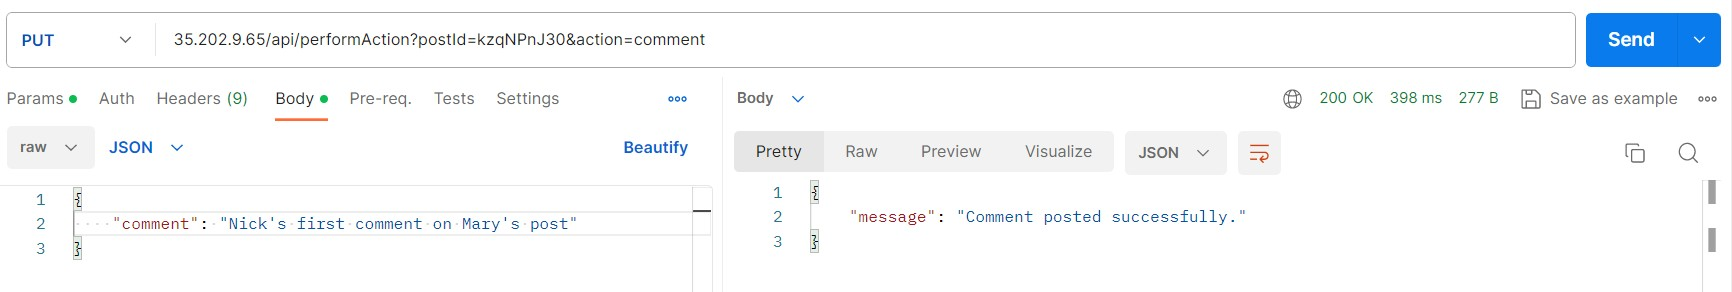 PUT 35.202.9.65/api/performAction?postId=kzqNPnJ30&action=comment Send
Params Auth Headers (9) Body Pre-req. Tests Settings
raw JSON Beautify
1 {
2 "comment": "Nick's first comment on Mary's post"
3 }
Body 200 OK 398 ms 277 B Save as example
Pretty Raw Preview Visualize JSON
1 {
2 "message": "Comment posted successfully."
3 }